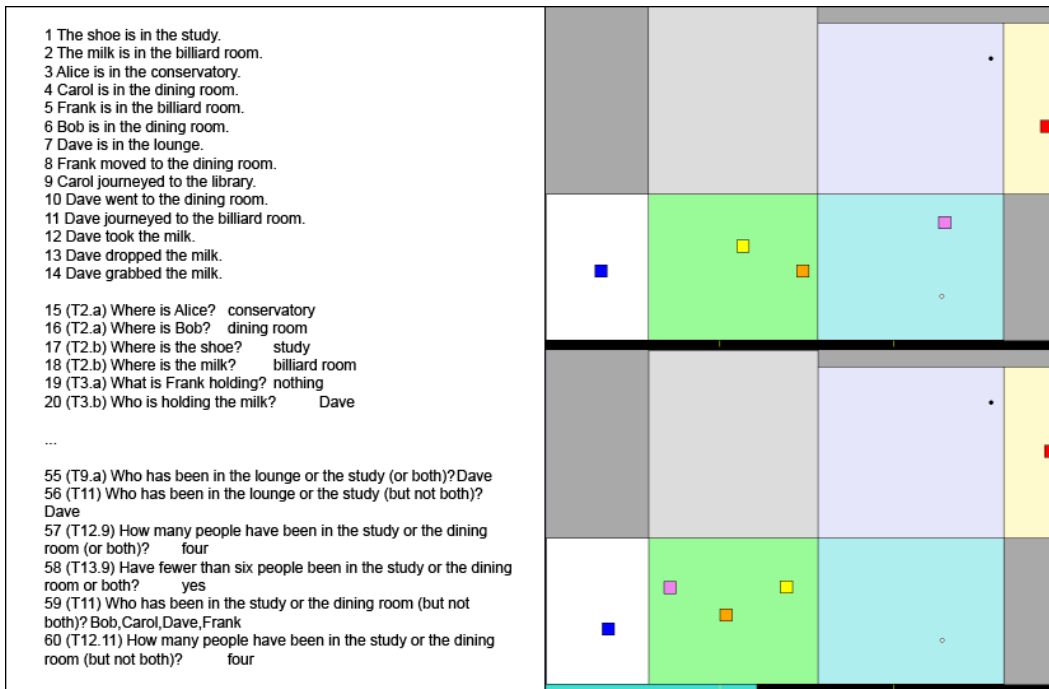 1 The shoe is in the study.
2 The milk is in the billiard room.
3 Alice is in the conservatory.
4 Carol is in the dining room.
5 Frank is in the billiard room.
6 Bob is in the dining room.
7 Dave is in the lounge.
8 Frank moved to the dining room.
9 Carol journeyed to the library.
10 Dave went to the dining room.
11 Dave journeyed to the billiard room.
12 Dave took the milk.
13 Dave dropped the milk.
14 Dave grabbed the milk.
15 (T2.a) Where is Alice? conservatory
16 (T2.a) Where is Bob? dining room
17 (T2.b) Where is the shoe? study
18 (T2.b) Where is the milk? billiard room
19 (T3.a) What is Frank holding? nothing
20 (T3.b) Who is holding the milk? Dave
...
55 (T9.a) Who has been in the lounge or the study (or both)?Dave
56 (T11) Who has been in the lounge or the study (but not both)?
Dave
57 (T12.9) How many people have been in the study or the dining
room (or both)? four
58 (T13.9) Have fewer than six people been in the study or the dining
room or both? yes
59 (T11) Who has been in the study or the dining room (but not
both)? Bob,Carol,Dave,Frank
60 (T12.11) How many people have been in the study or the dining
room (but not both)? four